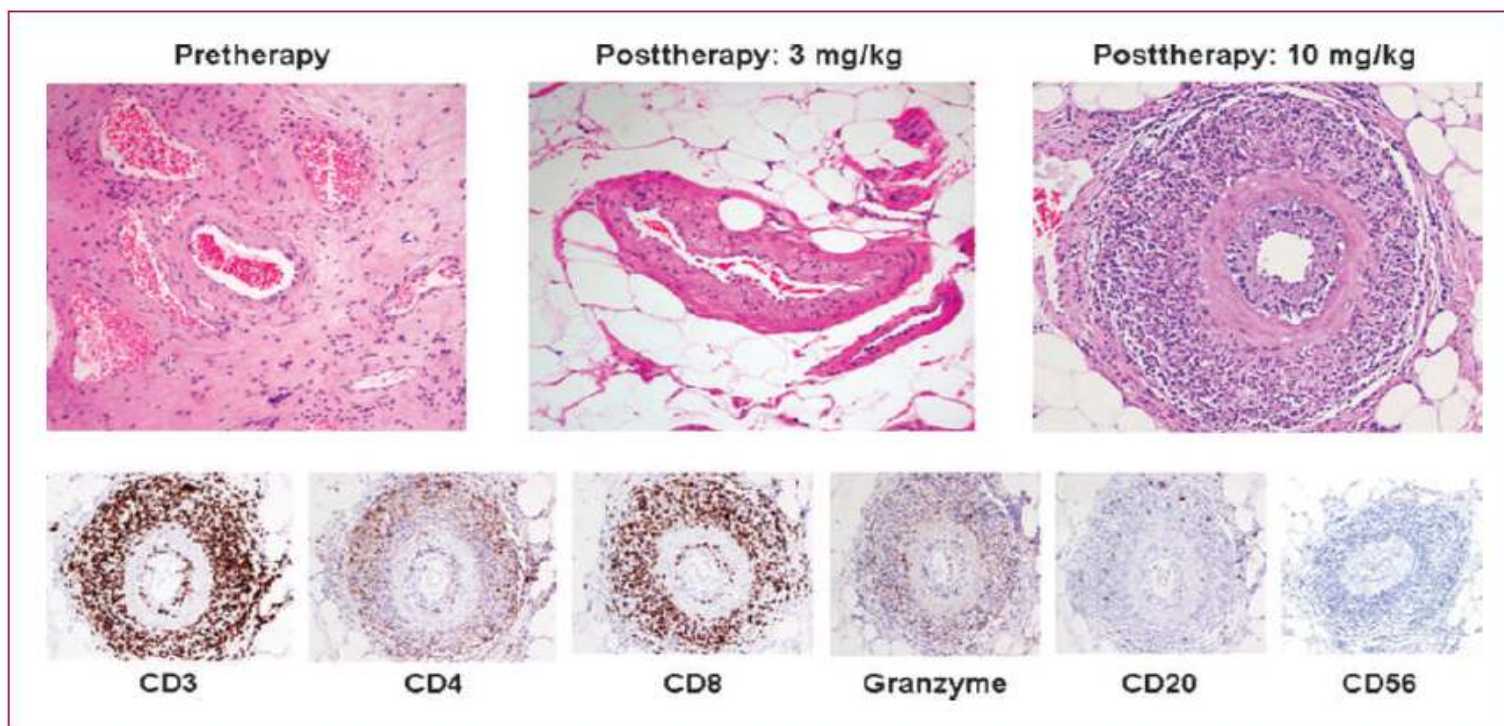 Pretherapy
Posttherapy: 3 mg/kg
Posttherapy: 10 mg/kg
CD3
CD4
CD8
Granzyme
CD20
CD56